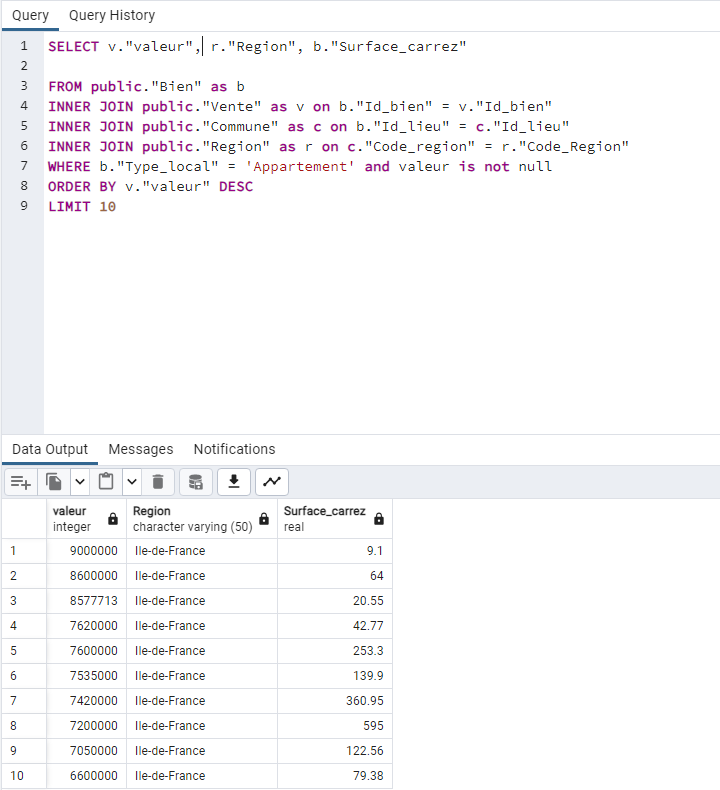 Query Query History
1 SELECT v."valeur", r."Region", b."Surface_carrez"
2
3 FROM public."Bien" as b
4 INNER JOIN public."Vente" as v on b."Id_bien" = v."Id_bien"
5 INNER JOIN public."Commune" as c on b."Id_lieu" = c."Id_lieu"
6 INNER JOIN public."Region" as r on c."Code_region" = r."Code_Region"
7 WHERE b."Type_local" = 'Appartement' and valeur is not null
8 ORDER BY v."valeur" DESC
9 LIMIT 10
Data Output Messages Notifications
valeur Region Surface_carrez
integer character varying (50) real
1 9000000 Ile-de-France 9.1
2 8600000 Ile-de-France 64
3 8577713 Ile-de-France 20.55
4 7620000 Ile-de-France 42.77
5 7600000 Ile-de-France 253.3
6 7535000 Ile-de-France 139.9
7 7420000 Ile-de-France 360.95
8 7200000 Ile-de-France 595
9 7050000 Ile-de-France 122.56
10 6600000 Ile-de-France 79.38